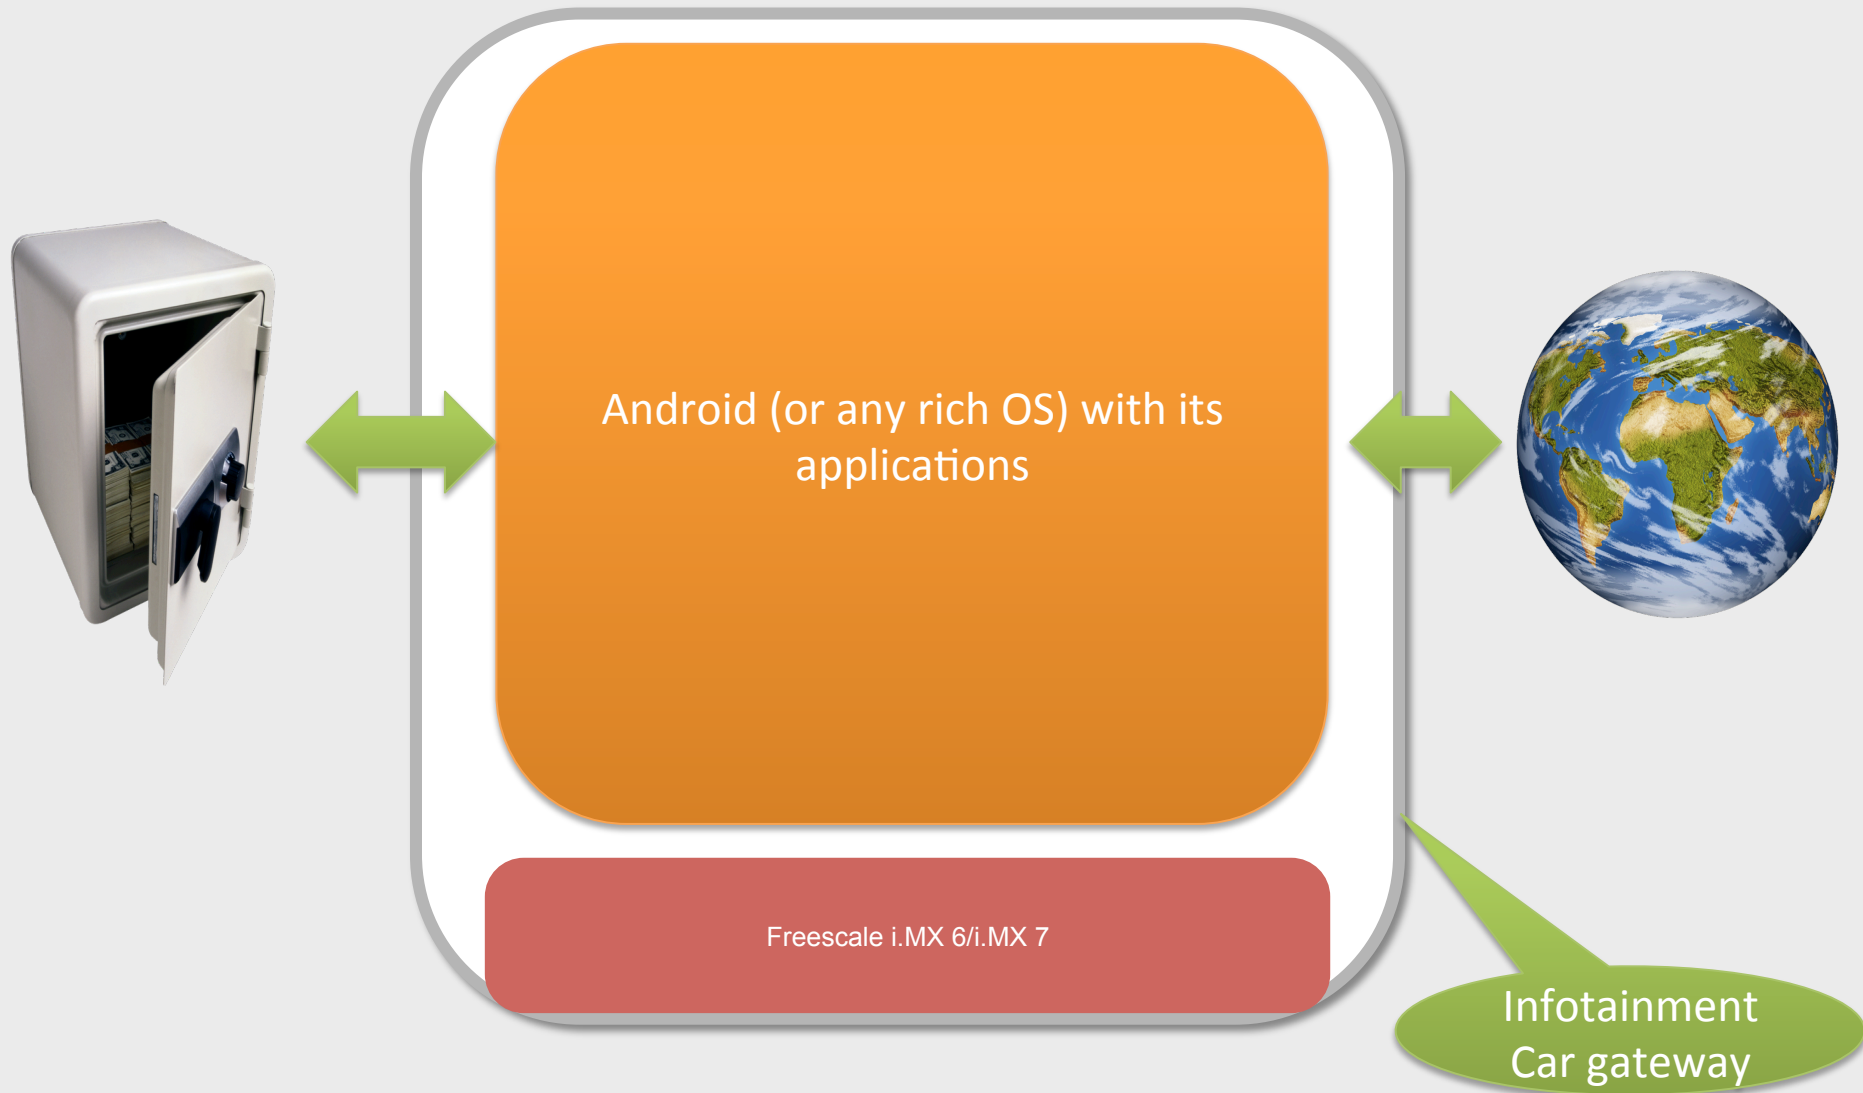 Android (or any rich OS) with its
applications
Freescale i.MX 6/i.MX 7
Infotainment
Car gateway